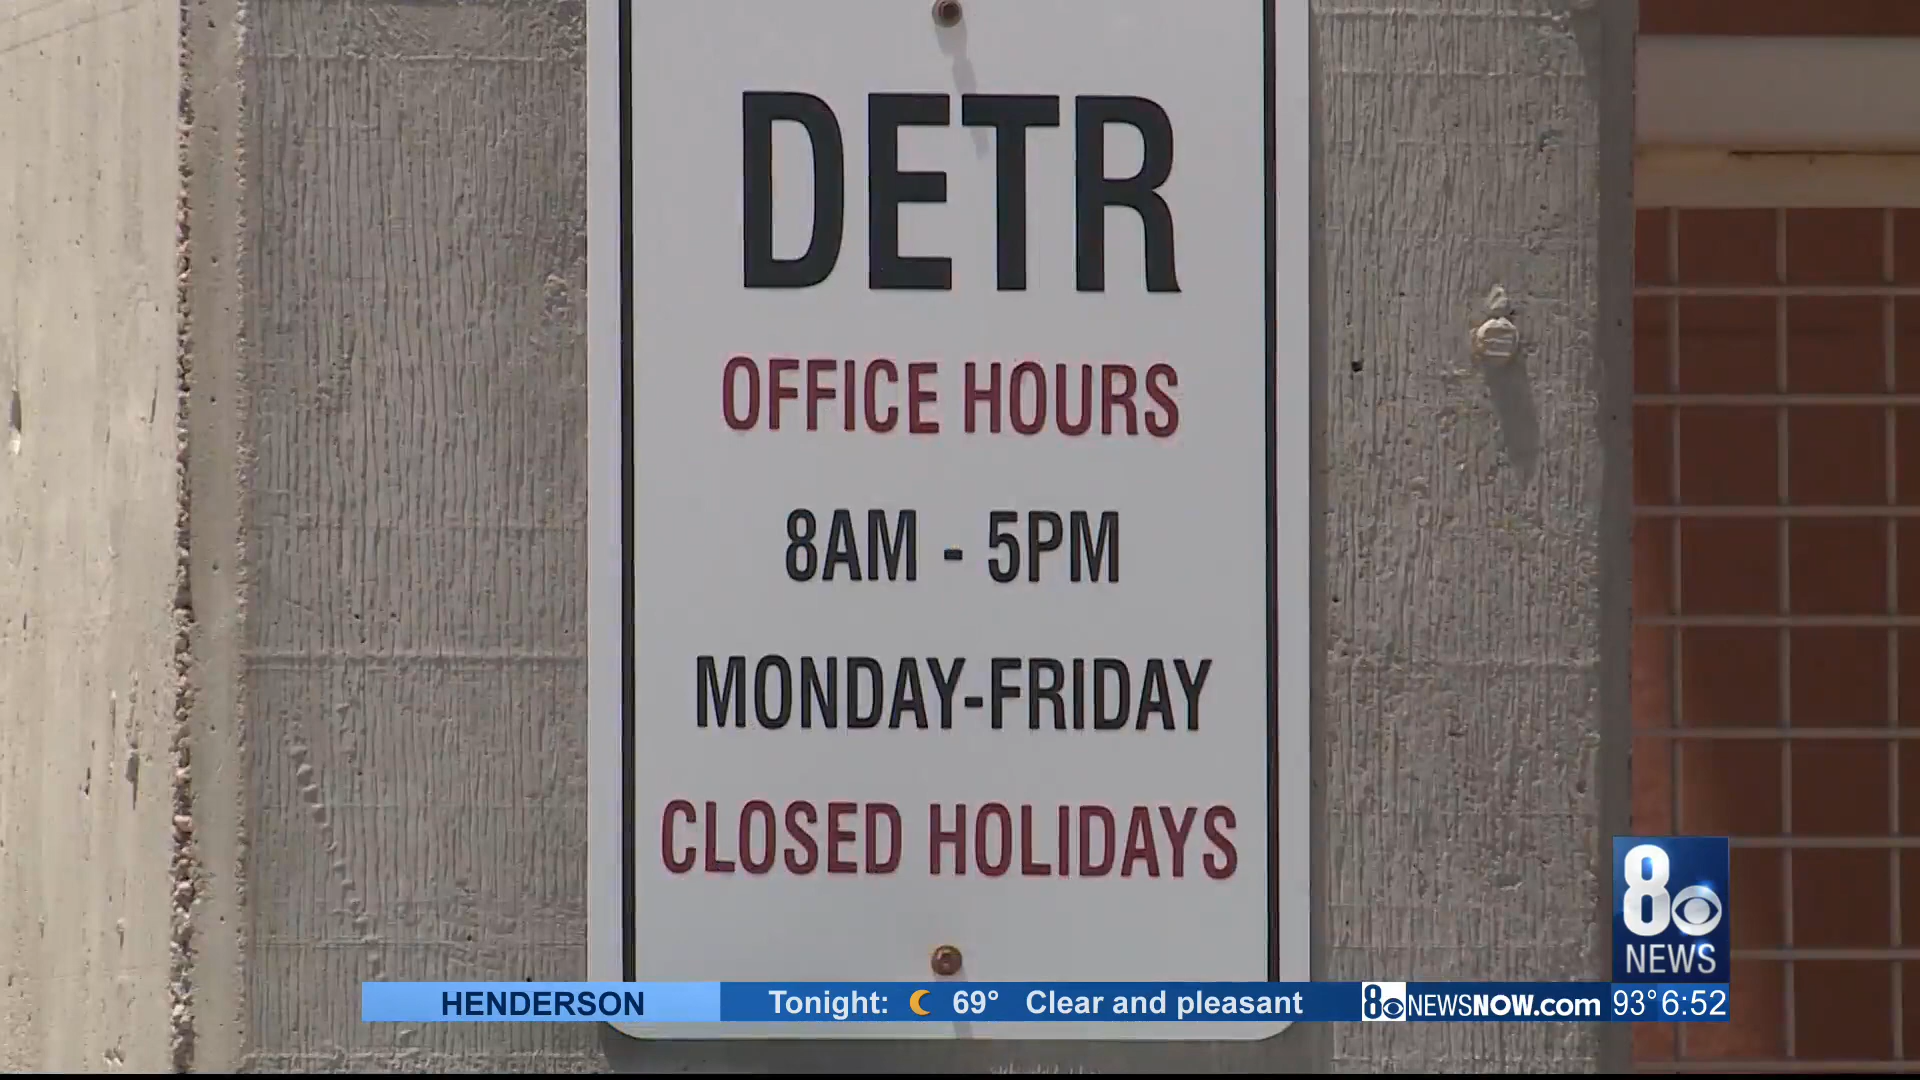 DETR
OFFICE HOURS
8AM - 5PM
MONDAY-FRIDAY
CLOSED HOLIDAYS
8
NEWS
HENDERSON Tonight: 69° Clear and pleasant 8NEWSNOW.com 93° 6:52